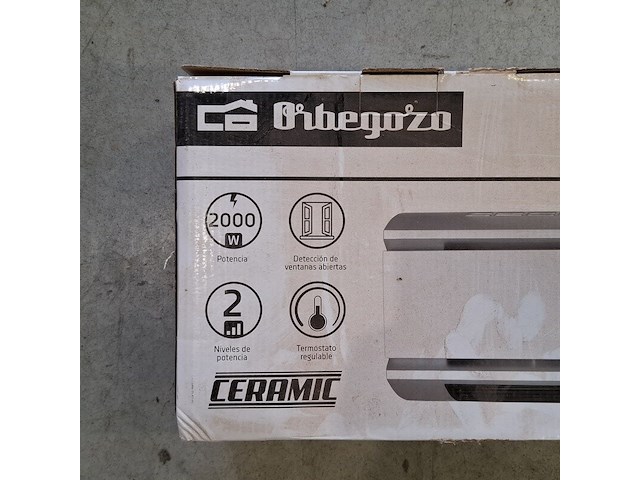 Orbegozo
2000
W
Potencia
Detección de
ventanas abiertas
2
Niveles de
potencia
Termostato
regulable
CERAMIC